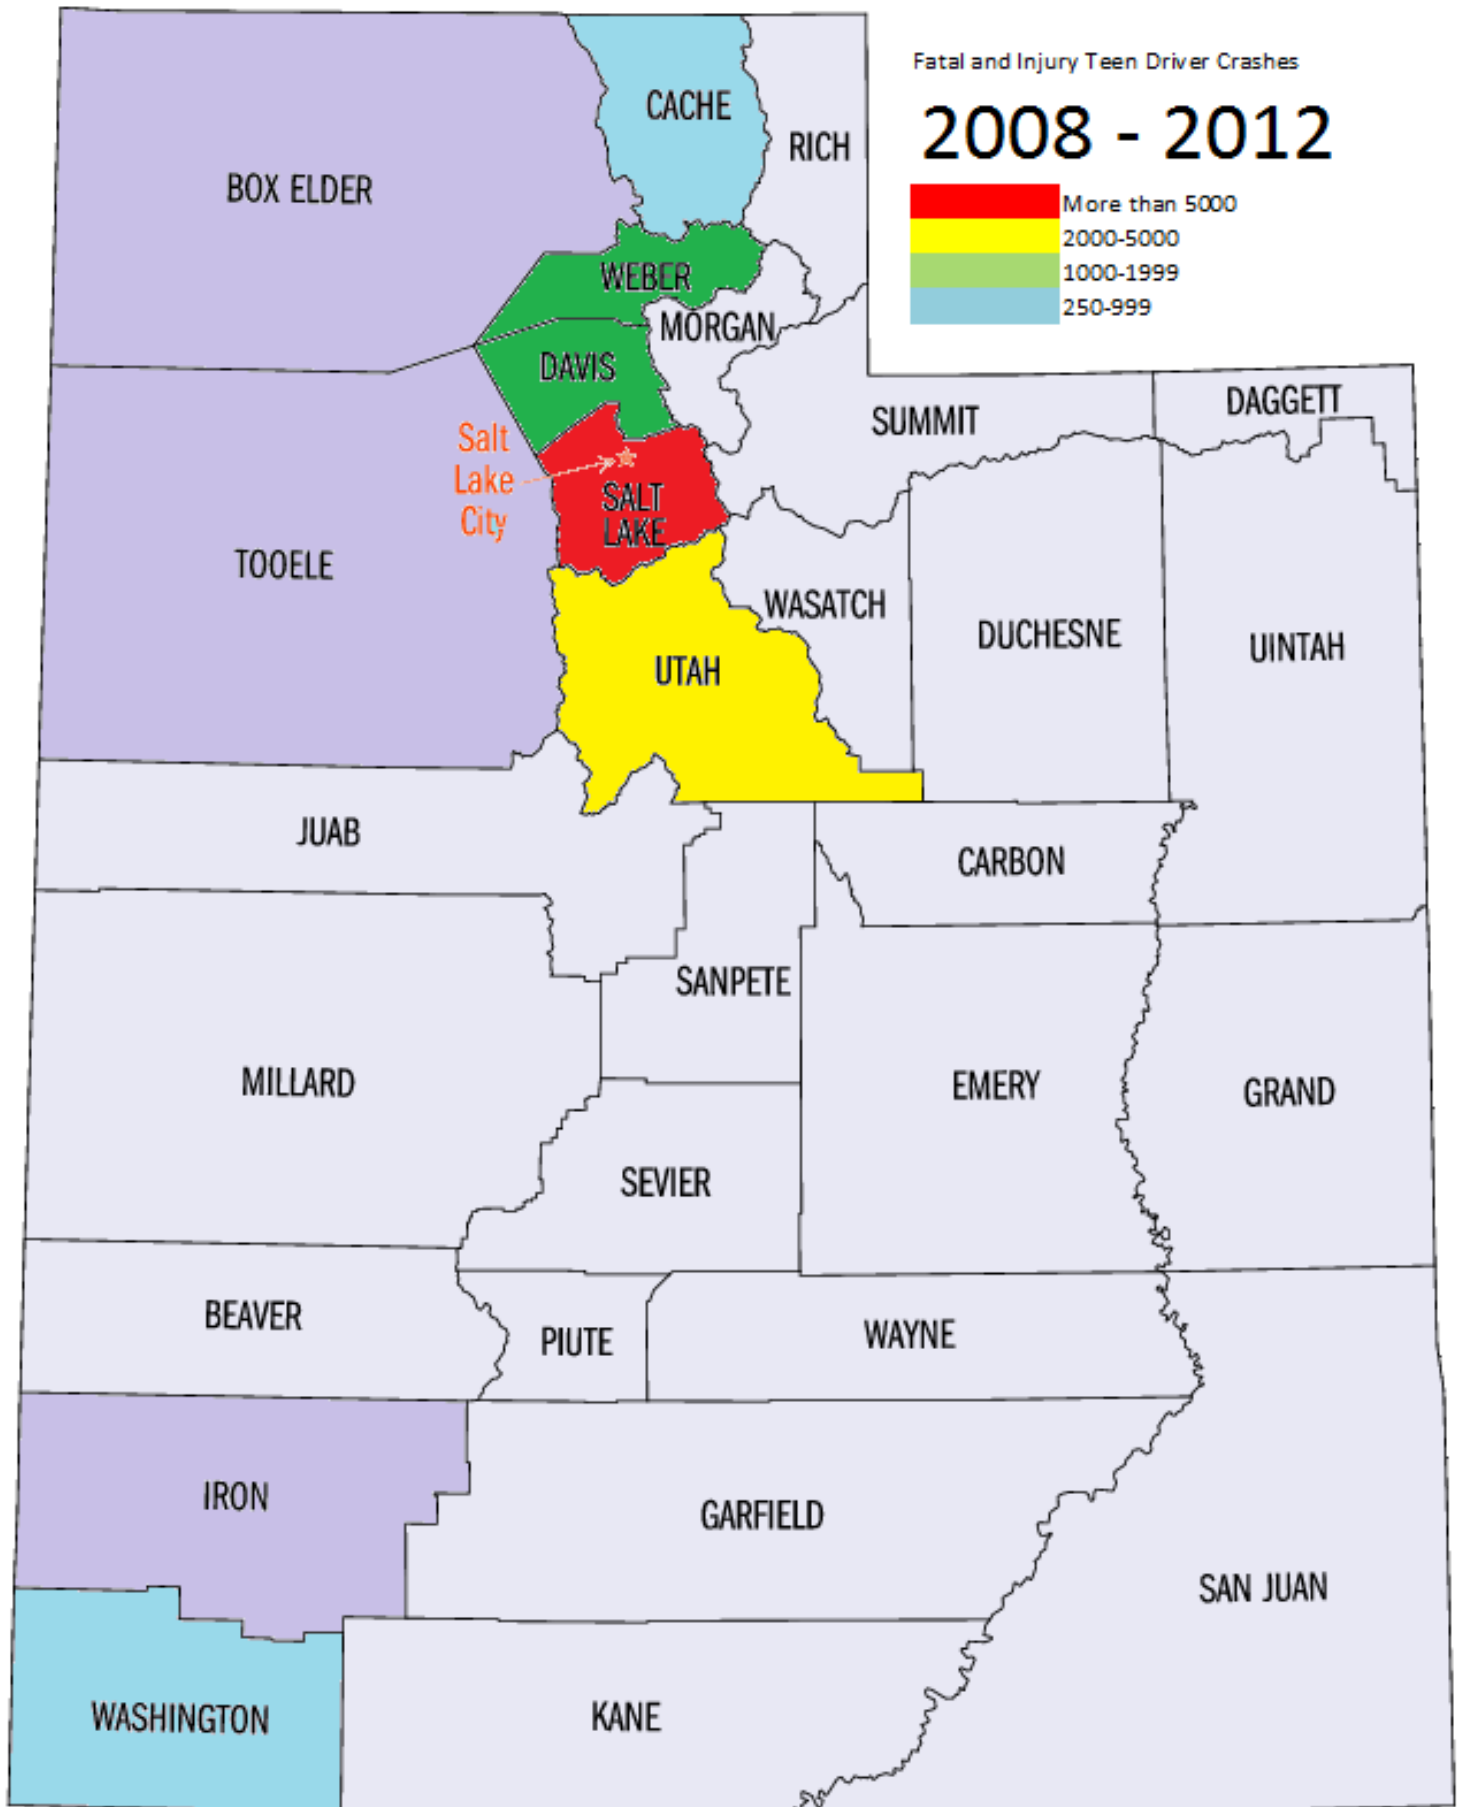 Fatal and Injury Teen Driver Crashes
2008 - 2012
More than 5000
2000-5000
1000-1999
250-999
CACHE
RICH
BOX ELDER
WEBER
MORGAN
DAVIS
SUMMIT
DAGGETT
Salt
Lake
City
SALT
LAKE
TOOELE
WASATCH
DUCHESNE
UINTAH
UTAH
JUAB
CARBON
SANPETE
MILLARD
EMERY
GRAND
SEVIER
BEAVER
PIUTE
WAYNE
IRON
GARFIELD
SAN JUAN
WASHINGTON
KANE